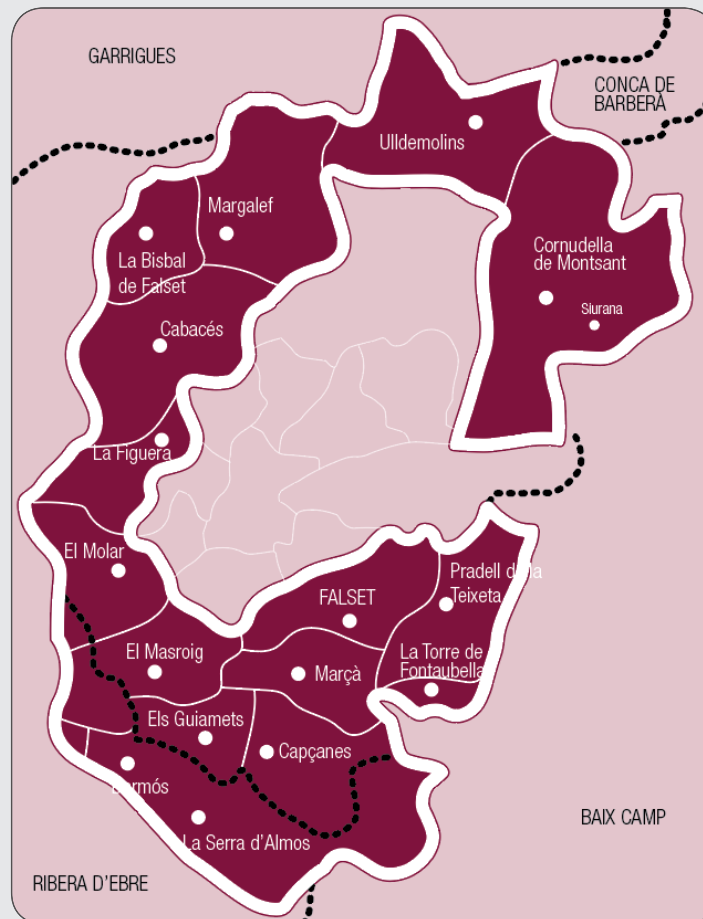 GARRIGUES
CONCA DE
BARBERÀ
Ulldemolins
Margalef
La Bisbal
de Falset
Cornudella
de Montsant
Siurana
Cabacés
La Figuera
El Molar
FALSET
Pradell de la
Teixeta
El Masroig
Marçà
La Torre de
Fontaubella
Els Guiamets
Capçanes
Darmós
La Serra d'Almos
BAIX CAMP
RIBERA D'EBRE